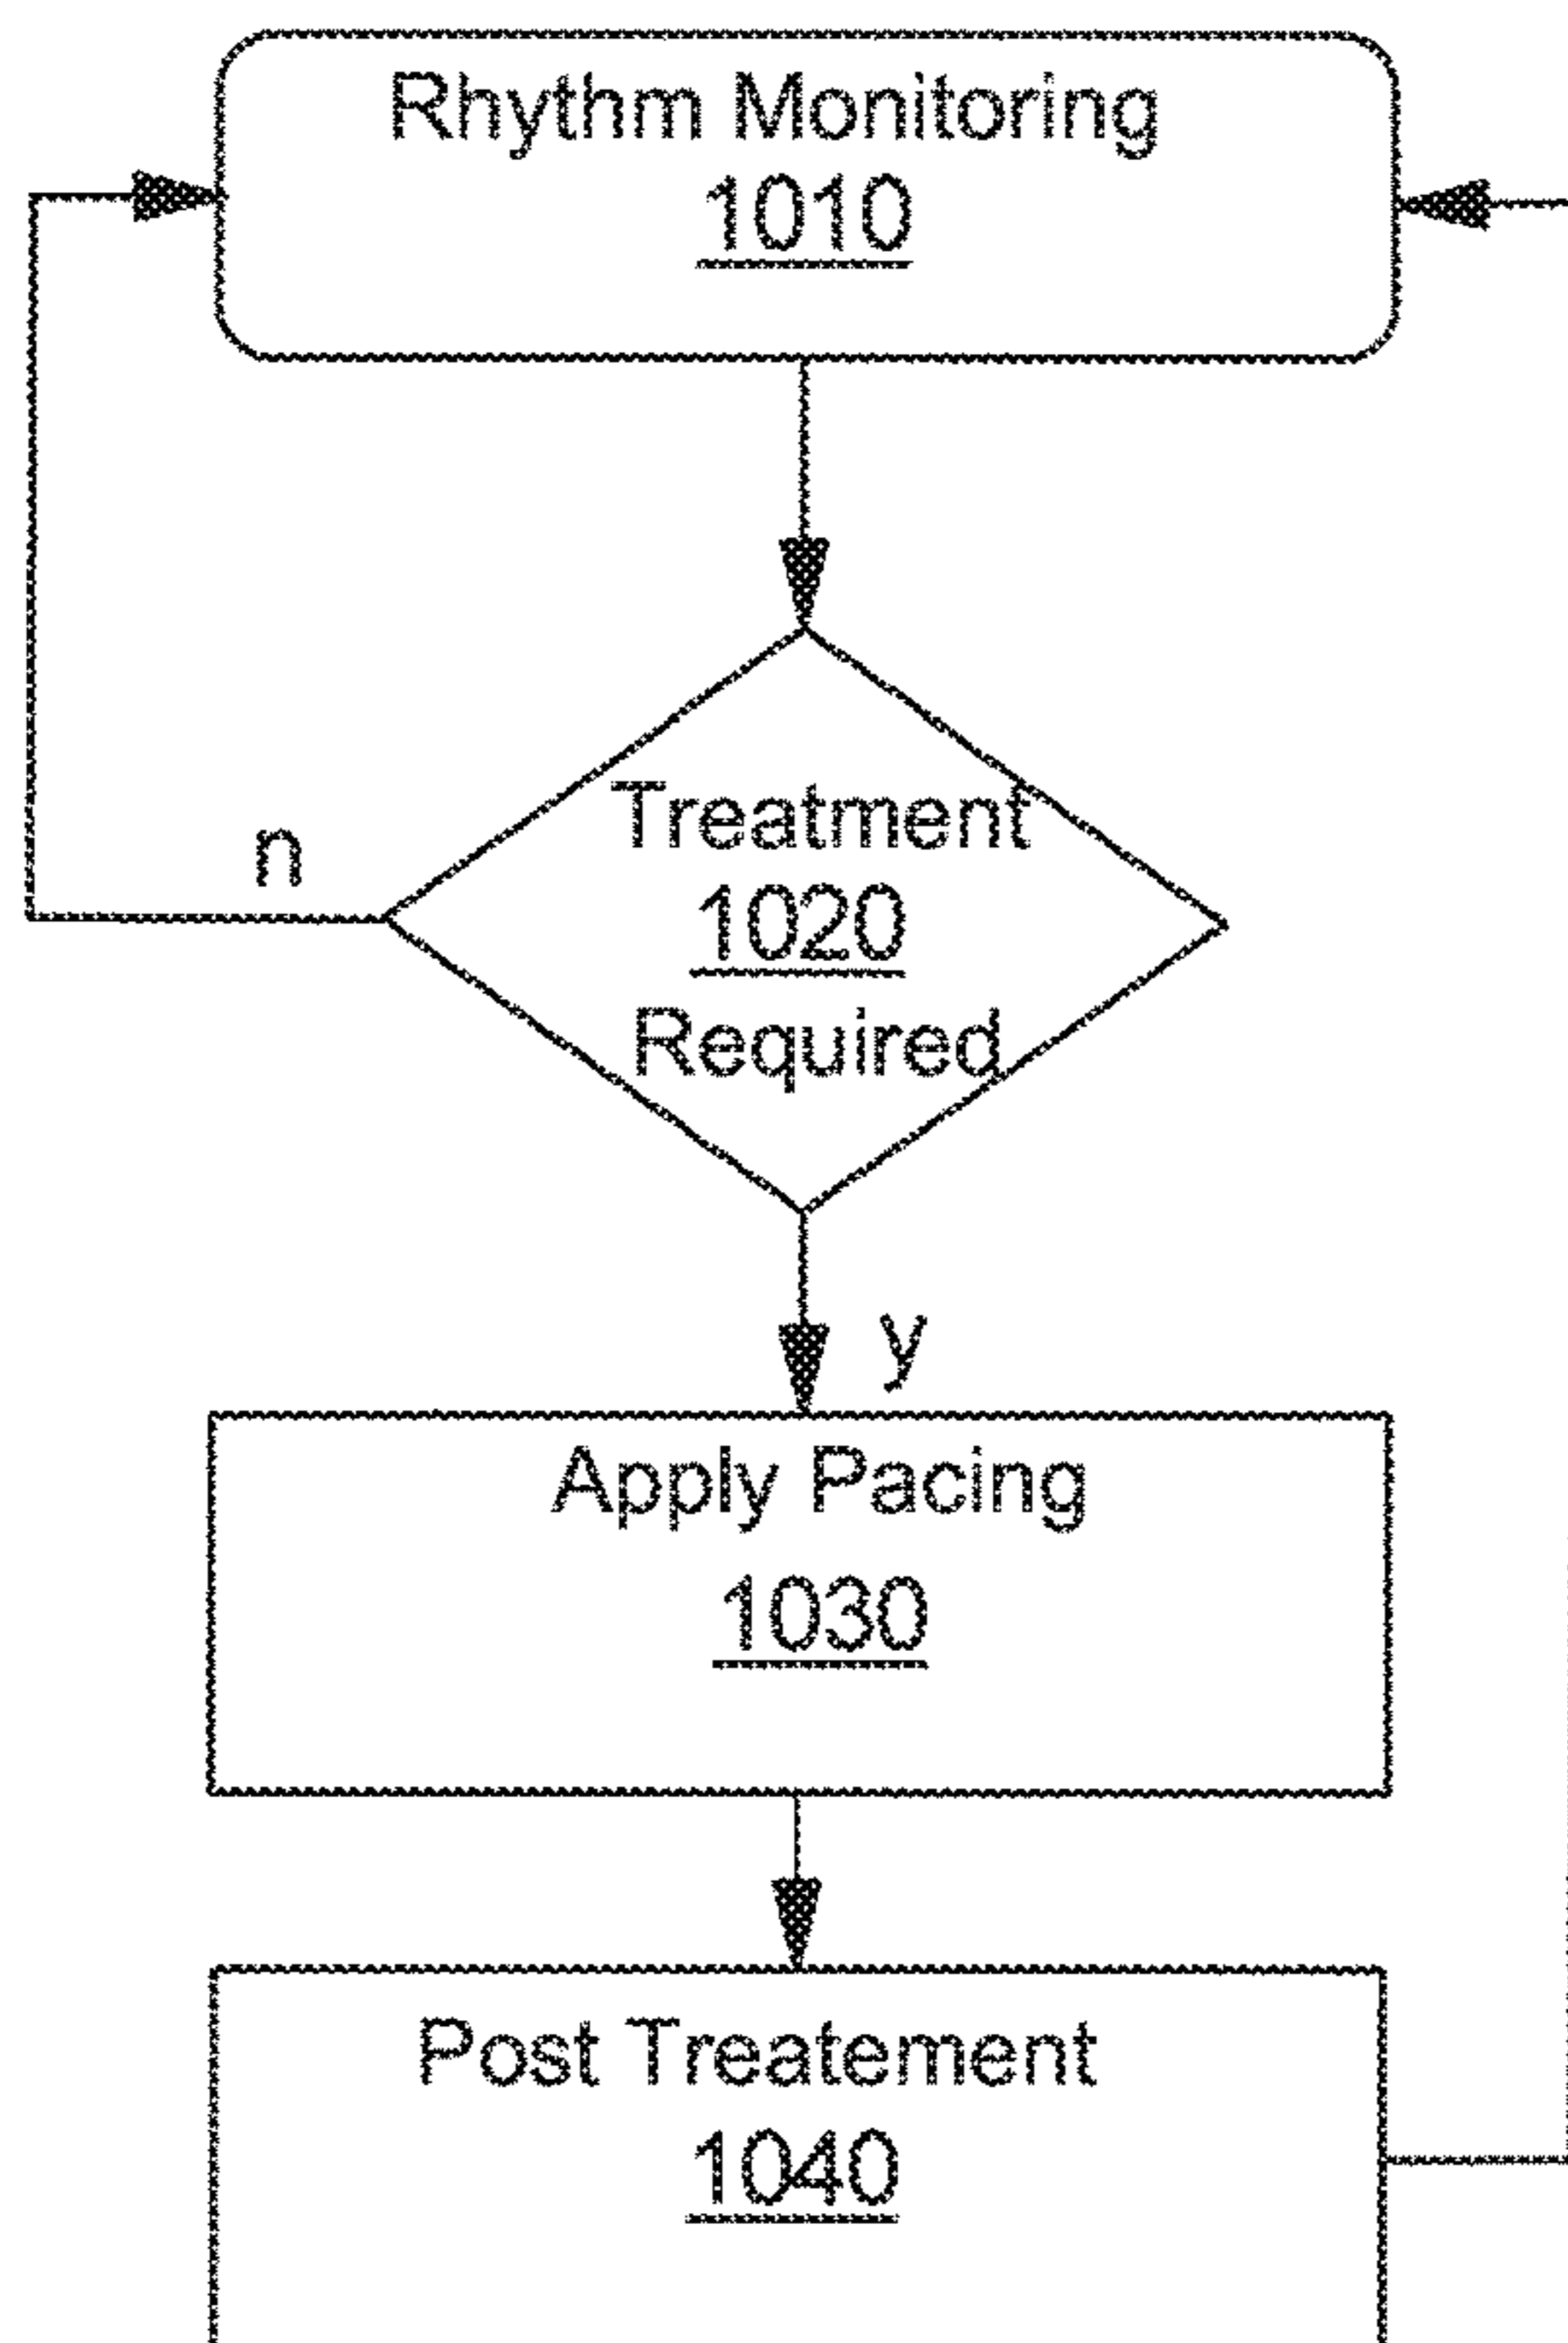 Rhythm Monitoring
1010
Treatment
n
1020
Required
y
Apply Pacing
1030
Post Treatement
1040